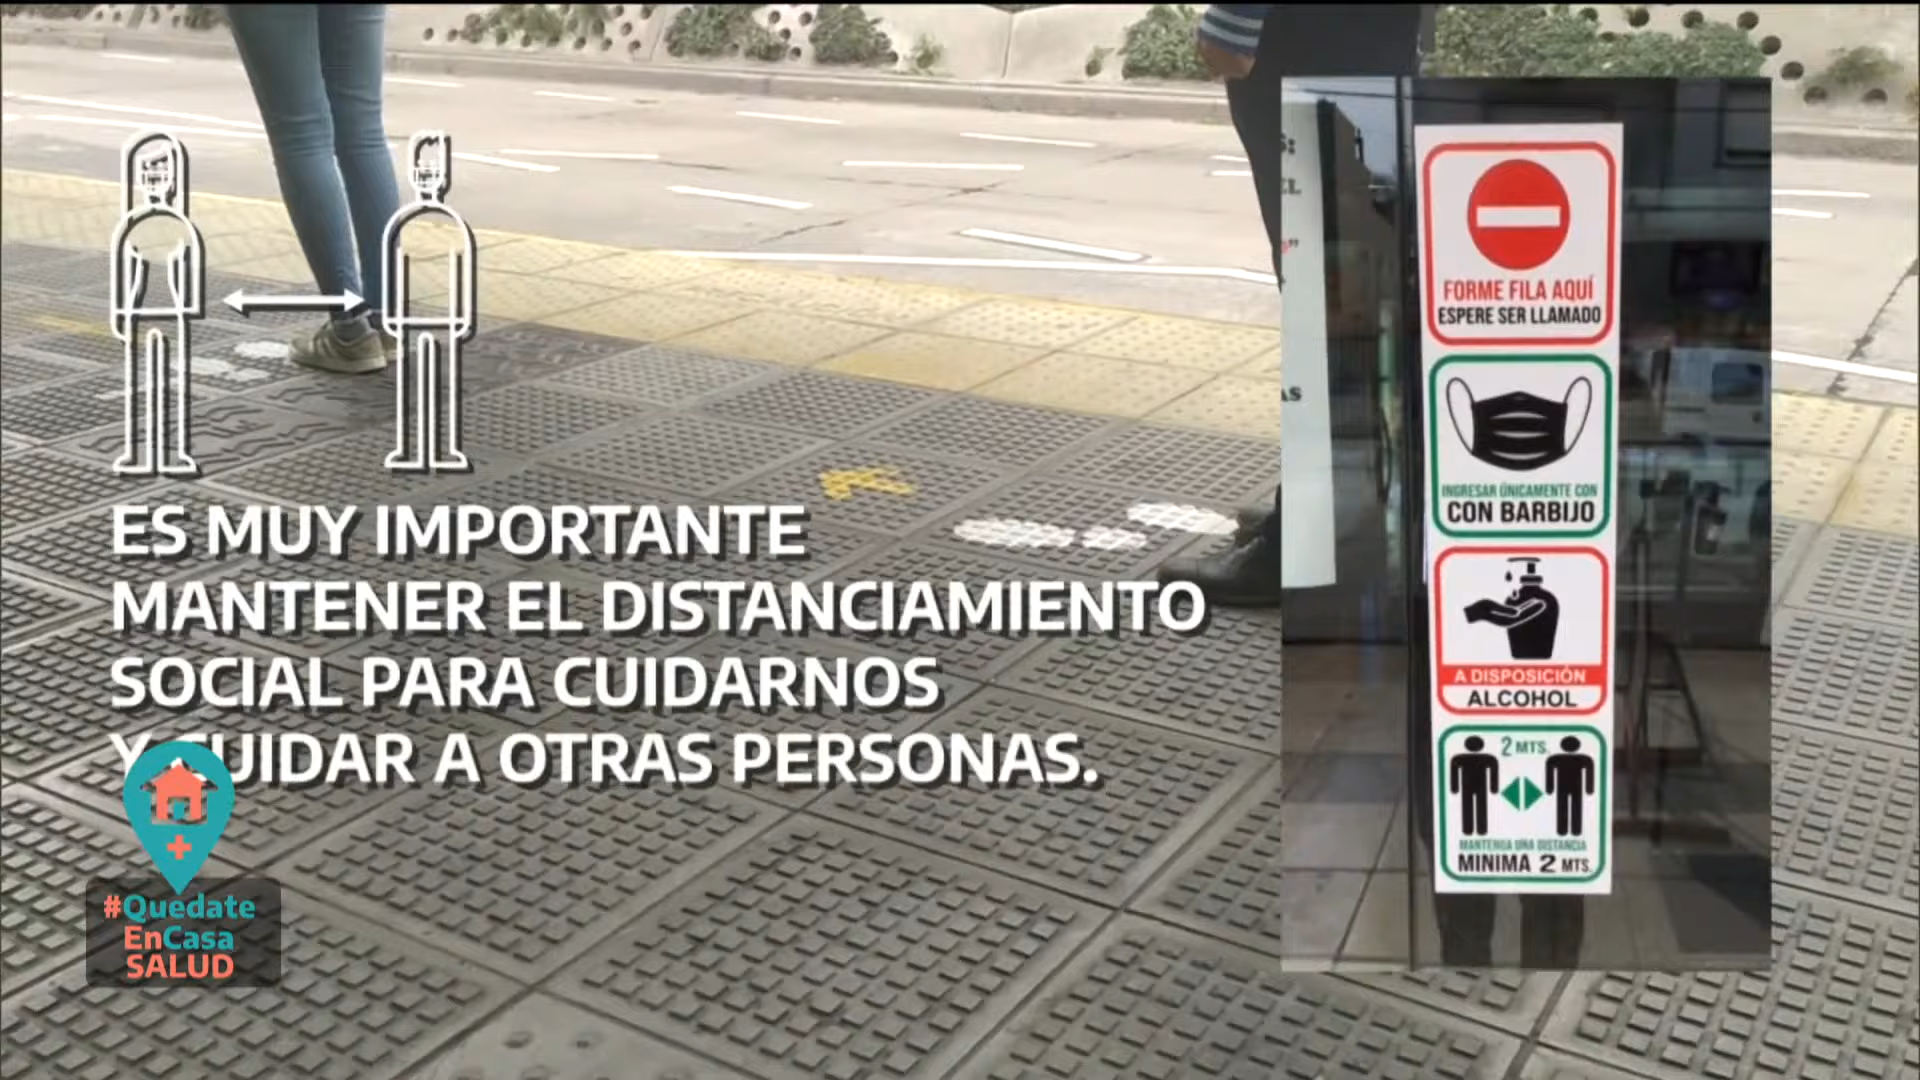 ES MUY IMPORTANTE
MANTENER EL DISTANCIAMIENTO
SOCIAL PARA CUIDARNOS
Y CUIDAR A OTRAS PERSONAS.
#Quedate
EnCasa
SALUD
FORME FILA AQUÍ
ESPERE SER LLAMADO
INGRESAR ÚNICAMENTE CON
CON BARBIJO
A DISPOSICIÓN
ALCOHOL
2 MTS.
MANTENGA UNA DISTANCIA
MINIMA 2 MTS.